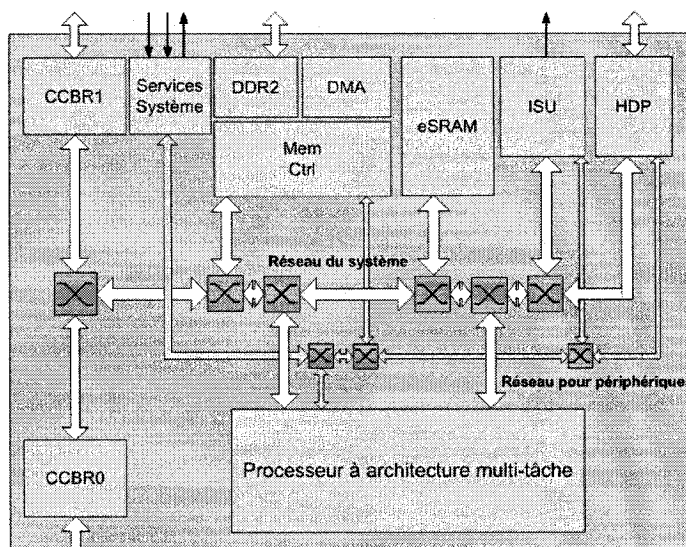 CCBR1
Services
Système
DDR2
DMA
eSRAM
ISU
HDP
Mem
Ctrl
Réseau du système
Réseau pour périphérique
CCBR0
Processeur à architecture multi-tâche